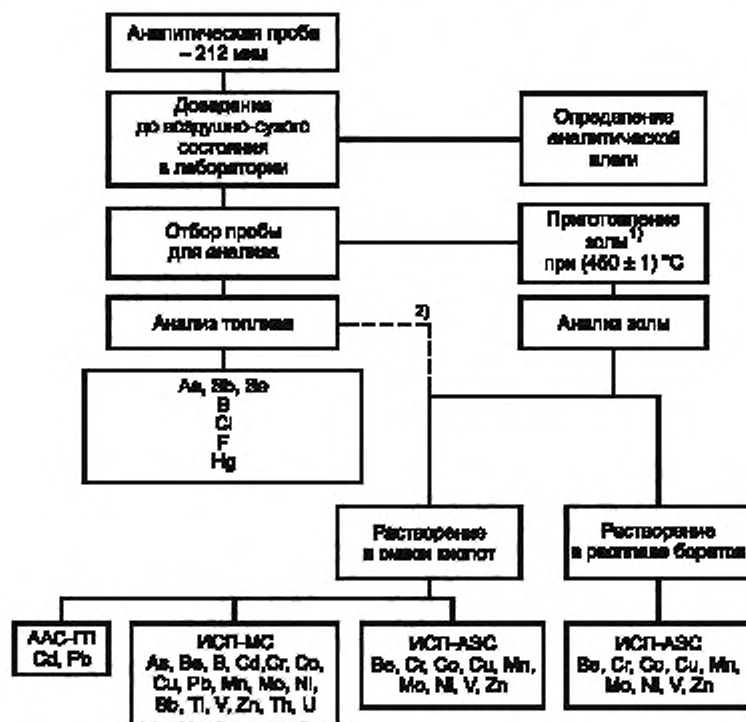 Аналитическая проба
– 212 мкм
Доведение
до воздушно-сухого
состояния
в лаборатории
Определение
аналитической
влаги
Отбор пробы
для анализа
Приготовление
золы1)
при (450 ± 1) °C
Анализ топлива
2)
Анализ золы
As, Sb, Se
B
Cl
F
Hg
Растворение
в смеси кислот
Растворение
в расплаве боратов
ААС-ГП
Cd, Pb
ИСП-МС
As, Be, B, Cd,Cr, Co,
Cu, Pb, Mn, Mo, Ni,
Sb, Tl, V, Zn, Th, U
ИСП-АЭС
Be, Cr, Co, Cu, Mn,
Mo, Ni, V, Zn
ИСП-АЭС
Be, Cr, Co, Cu, Mn,
Mo, Ni, V, Zn